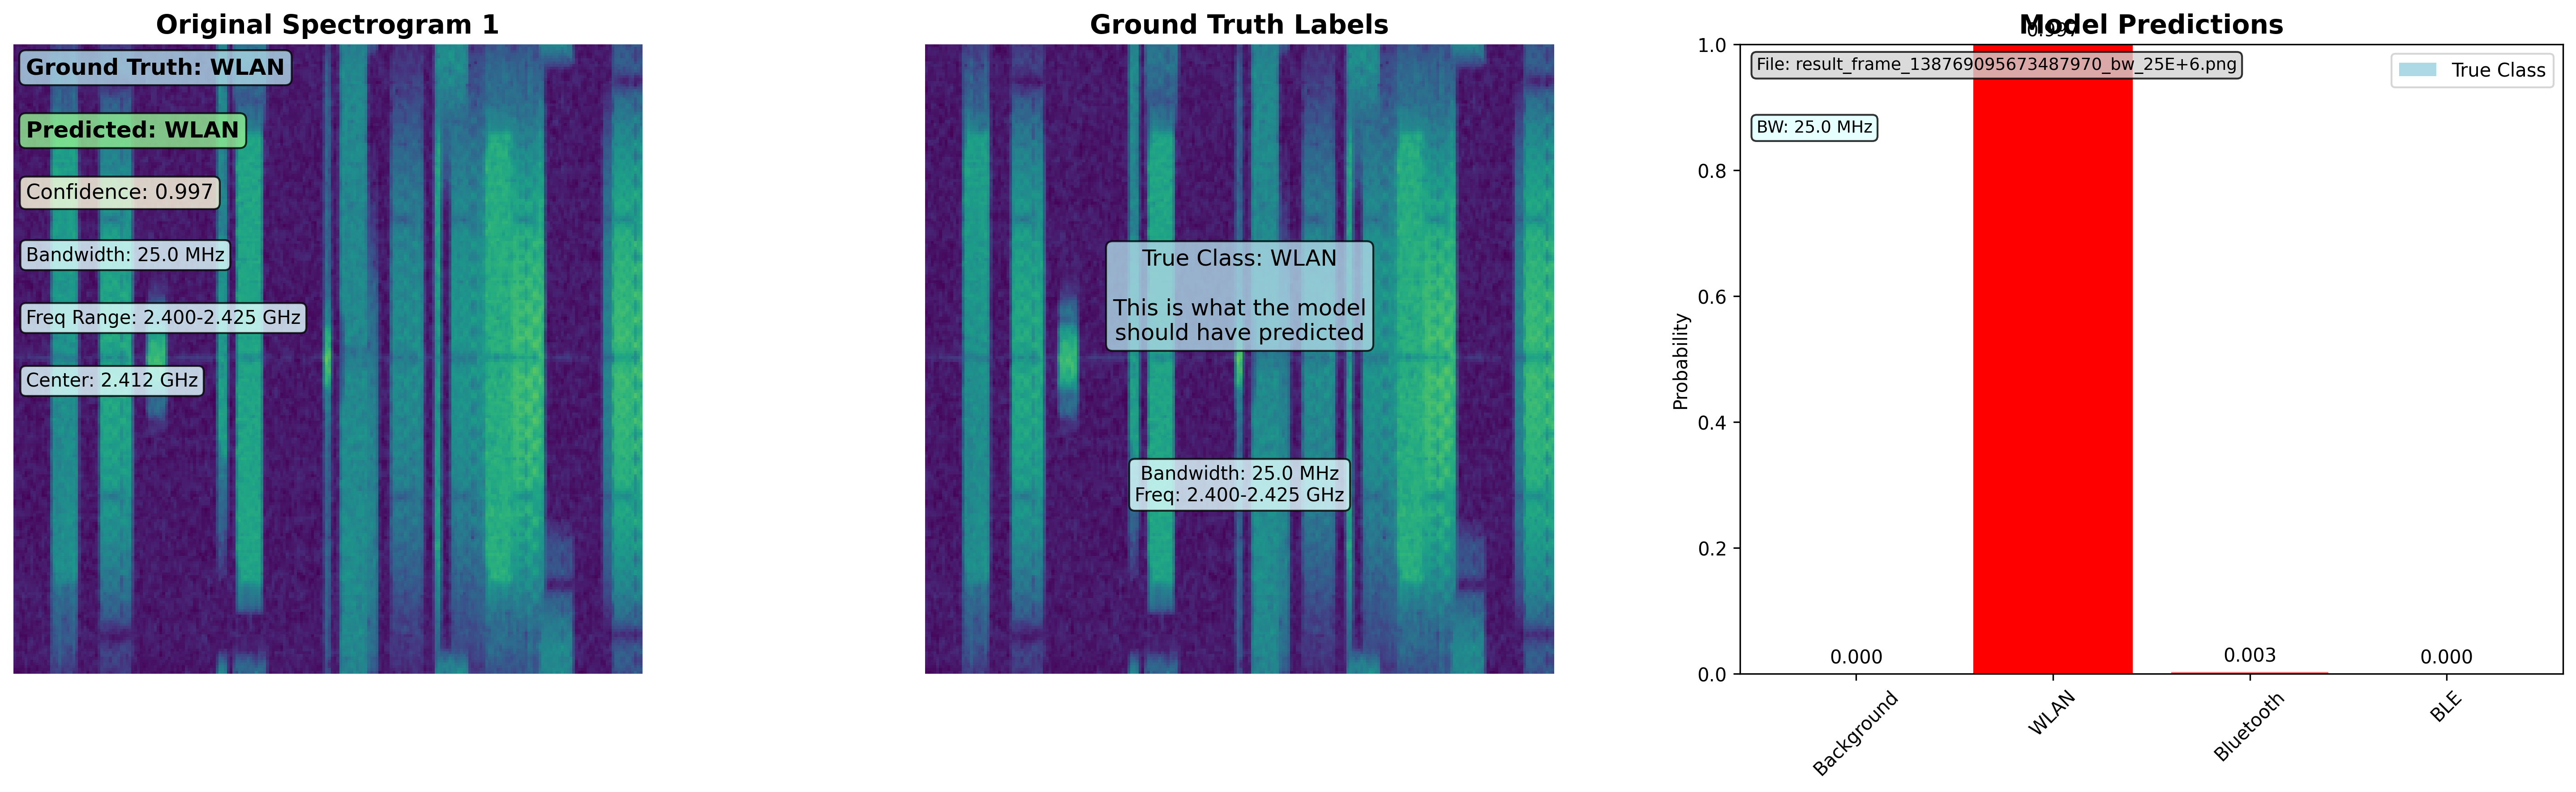 Original Spectrogram 1
Ground Truth: WLAN
Predicted: WLAN
Confidence: 0.997
Bandwidth: 25.0 MHz
Freq Range: 2.400-2.425 GHz
Center: 2.412 GHz
Ground Truth Labels
True Class: WLAN
This is what the model
should have predicted
Bandwidth: 25.0 MHz
Freq: 2.400-2.425 GHz
Model Predictions
0.997
File: result_frame_138769095673487970_bw_25E+6.png
BW: 25.0 MHz
True Class
Probability
1.0
0.8
0.6
0.4
0.2
0.0
0.000
0.003
0.000
Background
WLAN
Bluetooth
BLE